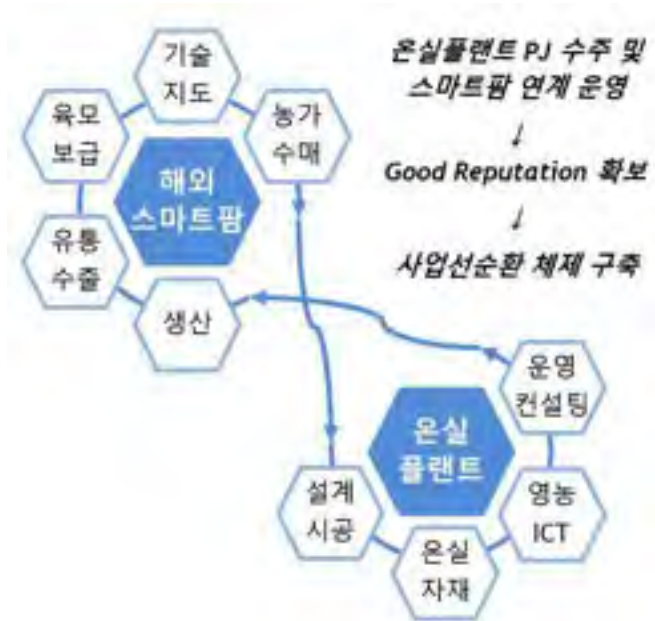 기술
지도
온실플랜트 PJ 수주 및
스마트팜 연계 운영
↓
Good Reputation 확보
↓
사업선순환 체제 구축
육모
보급
농가
수매
해외
스마트팜
유통
수출
생산
운영
컨설팅
온실
플랜트
설계
시공
영농
ICT
온실
자재